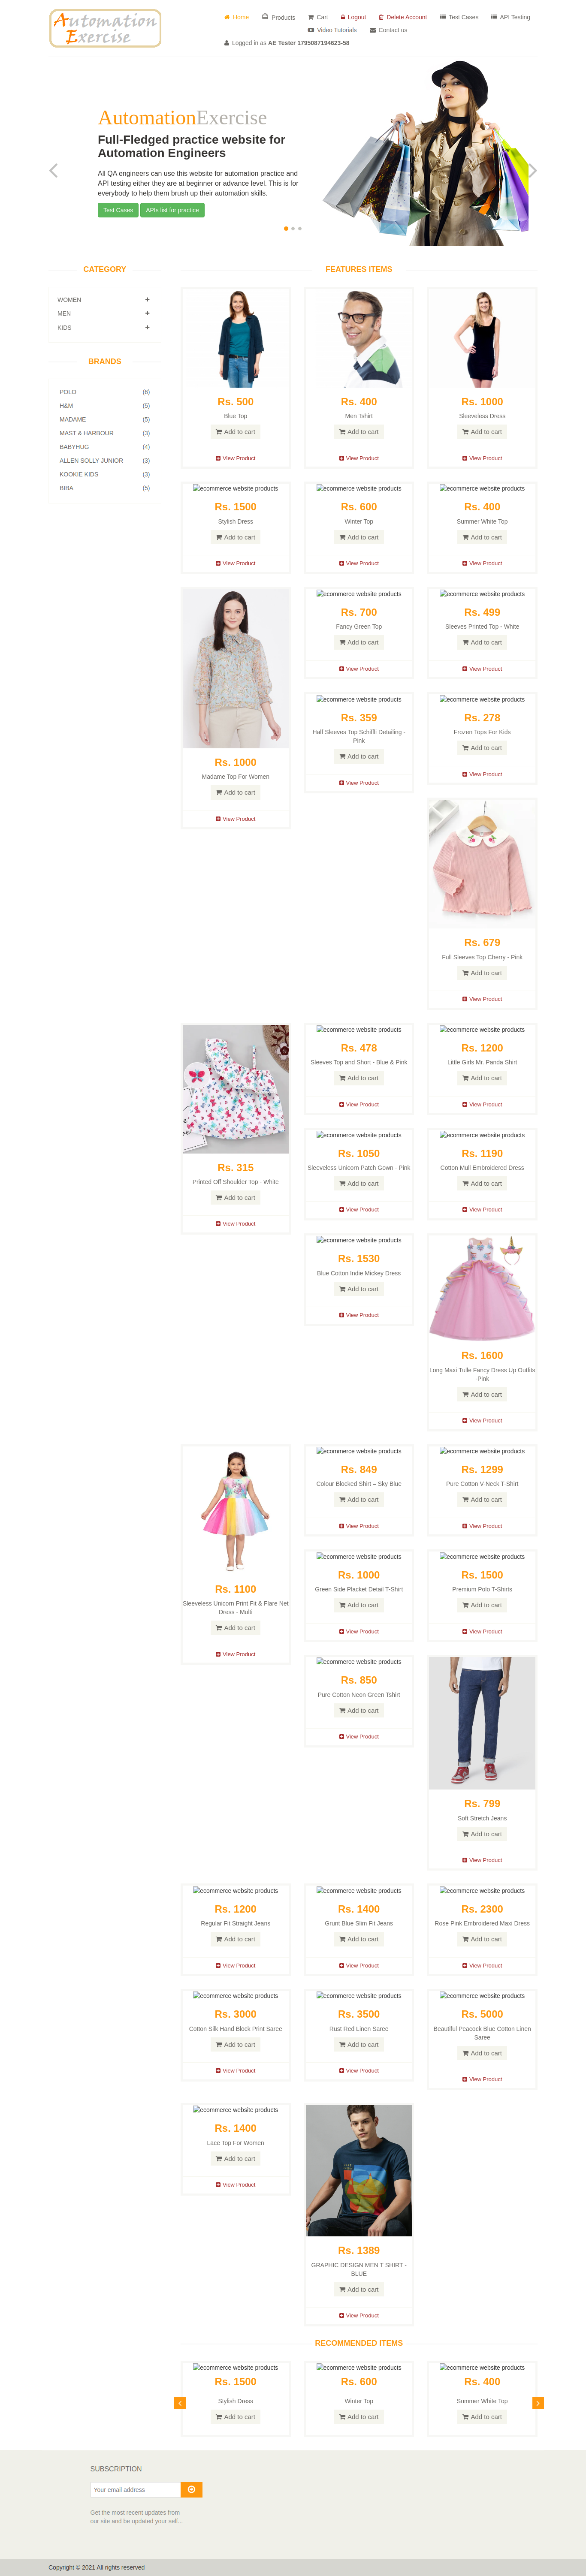 Automation
Exercise
Home
Products
Cart
Logout
Delete Account
Test Cases
API Testing
Video Tutorials
Contact us
Logged in as AE Tester 1795087194623-58
AutomationExercise
Full-Fledged practice website for
Automation Engineers
All QA engineers can use this website for automation practice and
API testing either they are at beginner or advance level. This is for
everybody to help them brush up their automation skills.
Test Cases
APIs list for practice
CATEGORY
WOMEN
MEN
KIDS
BRANDS
POLO (6)
H&M (5)
MADAME (5)
MAST & HARBOUR (3)
BABYHUG (4)
ALLEN SOLLY JUNIOR (3)
KOOKIE KIDS (3)
BIBA (5)
FEATURES ITEMS
Rs. 500
Blue Top
Add to cart
View Product
Rs. 400
Men Tshirt
Add to cart
View Product
Rs. 1000
Sleeveless Dress
Add to cart
View Product
ecommerce website products
Rs. 1500
Stylish Dress
Add to cart
View Product
ecommerce website products
Rs. 600
Winter Top
Add to cart
View Product
ecommerce website products
Rs. 400
Summer White Top
Add to cart
View Product
Rs. 1000
Madame Top For Women
Add to cart
View Product
ecommerce website products
Rs. 700
Fancy Green Top
Add to cart
View Product
ecommerce website products
Rs. 499
Sleeves Printed Top - White
Add to cart
View Product
ecommerce website products
Rs. 359
Half Sleeves Top Schiffli Detailing -
Pink
Add to cart
View Product
ecommerce website products
Rs. 278
Frozen Tops For Kids
Add to cart
View Product
Rs. 679
Full Sleeves Top Cherry - Pink
Add to cart
View Product
Rs. 315
Printed Off Shoulder Top - White
Add to cart
View Product
ecommerce website products
Rs. 478
Sleeves Top and Short - Blue & Pink
Add to cart
View Product
ecommerce website products
Rs. 1200
Little Girls Mr. Panda Shirt
Add to cart
View Product
ecommerce website products
Rs. 1050
Sleeveless Unicorn Patch Gown - Pink
Add to cart
View Product
ecommerce website products
Rs. 1190
Cotton Mull Embroidered Dress
Add to cart
View Product
ecommerce website products
Rs. 1530
Blue Cotton Indie Mickey Dress
Add to cart
View Product
Rs. 1600
Long Maxi Tulle Fancy Dress Up Outfits
-Pink
Add to cart
View Product
Rs. 1100
Sleeveless Unicorn Print Fit & Flare Net
Dress - Multi
Add to cart
View Product
ecommerce website products
Rs. 849
Colour Blocked Shirt – Sky Blue
Add to cart
View Product
ecommerce website products
Rs. 1299
Pure Cotton V-Neck T-Shirt
Add to cart
View Product
ecommerce website products
Rs. 1000
Green Side Placket Detail T-Shirt
Add to cart
View Product
ecommerce website products
Rs. 1500
Premium Polo T-Shirts
Add to cart
View Product
ecommerce website products
Rs. 850
Pure Cotton Neon Green Tshirt
Add to cart
View Product
Rs. 799
Soft Stretch Jeans
Add to cart
View Product
ecommerce website products
Rs. 1200
Regular Fit Straight Jeans
Add to cart
View Product
ecommerce website products
Rs. 1400
Grunt Blue Slim Fit Jeans
Add to cart
View Product
ecommerce website products
Rs. 2300
Rose Pink Embroidered Maxi Dress
Add to cart
View Product
ecommerce website products
Rs. 3000
Cotton Silk Hand Block Print Saree
Add to cart
View Product
ecommerce website products
Rs. 3500
Rust Red Linen Saree
Add to cart
View Product
ecommerce website products
Rs. 5000
Beautiful Peacock Blue Cotton Linen
Saree
Add to cart
View Product
ecommerce website products
Rs. 1400
Lace Top For Women
Add to cart
View Product
Rs. 1389
GRAPHIC DESIGN MEN T SHIRT -
BLUE
Add to cart
View Product
RECOMMENDED ITEMS
ecommerce website products
Rs. 1500
Stylish Dress
Add to cart
ecommerce website products
Rs. 600
Winter Top
Add to cart
ecommerce website products
Rs. 400
Summer White Top
Add to cart
SUBSCRIPTION
Your email address
Get the most recent updates from
our site and be updated your self...
Copyright © 2021 All rights reserved